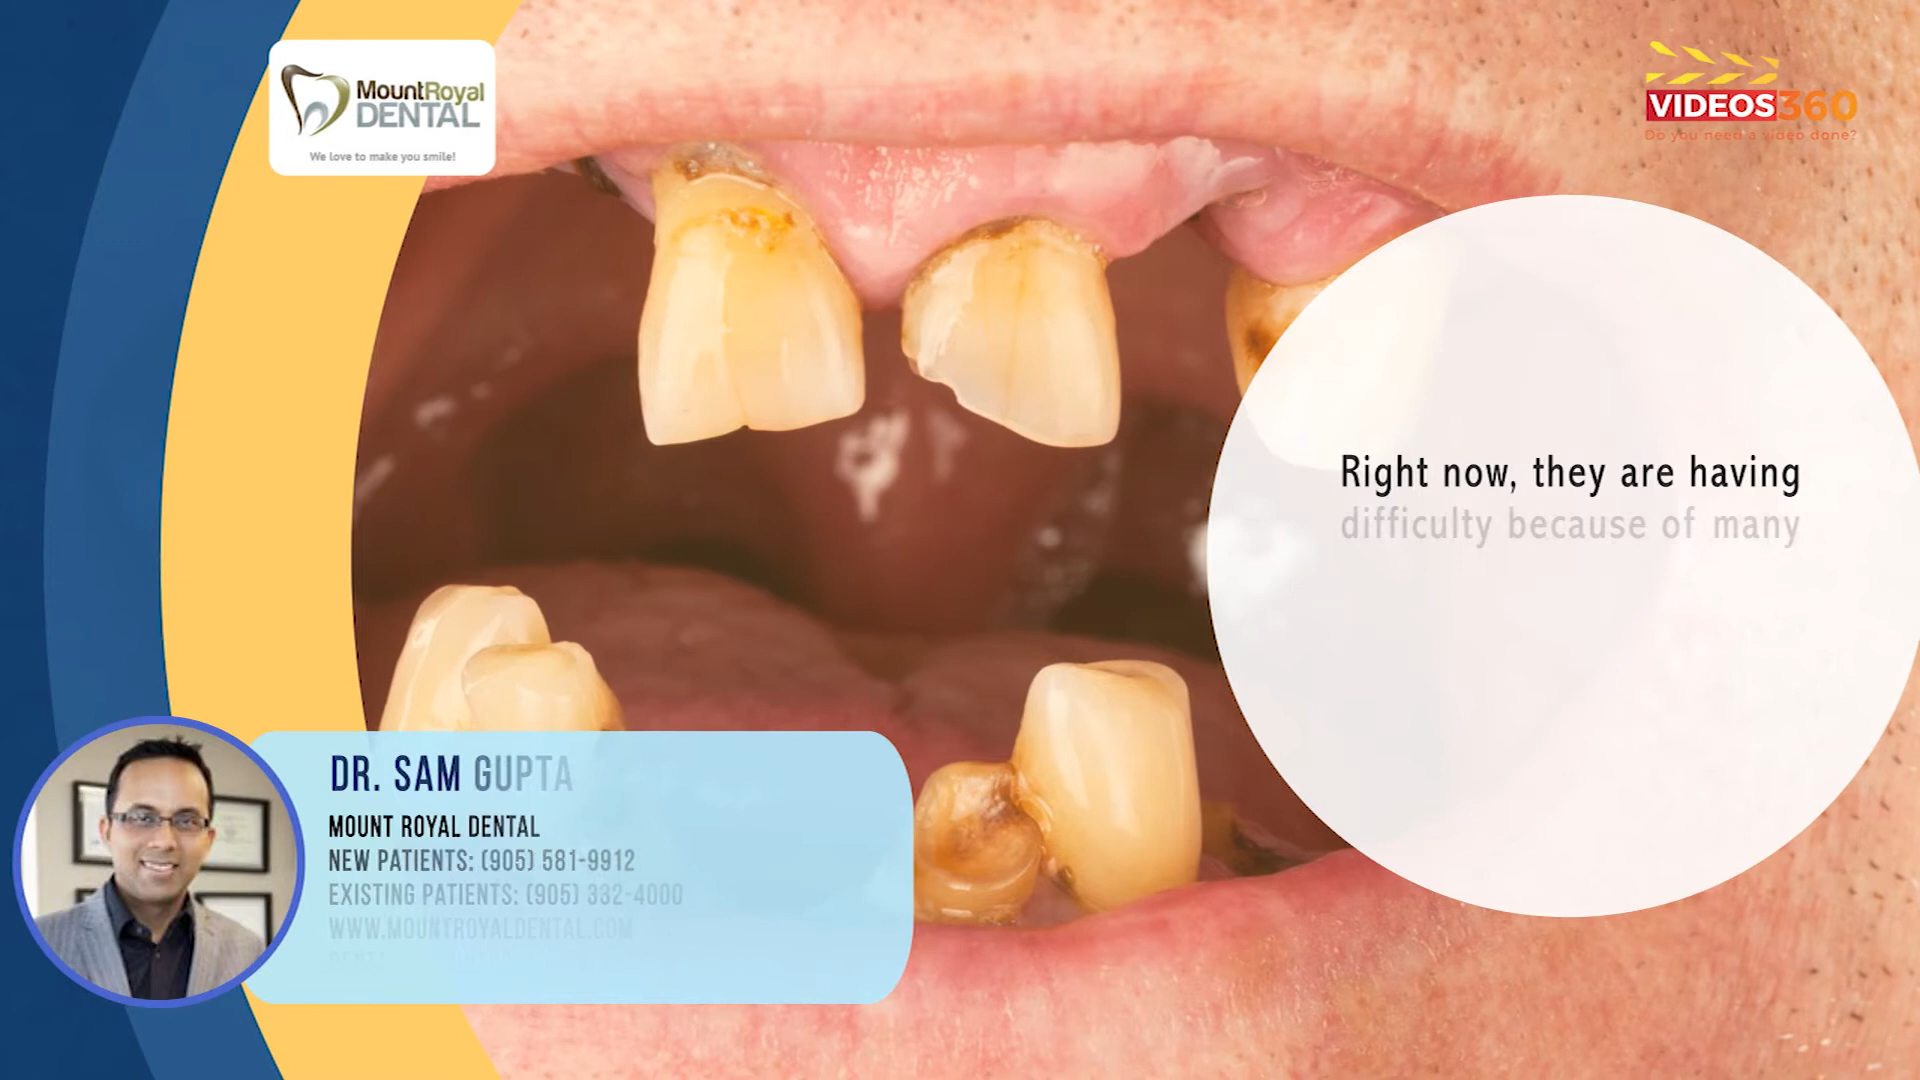 MountRoyal
DENTAL
We love to make you smile!
VIDEOS360
Do you need a video done?
Right now, they are having
difficulty because of many
DR. SAM GUPTA
MOUNT ROYAL DENTAL
NEW PATIENTS: (905) 581-9912
EXISTING PATIENTS: (905) 332-4000
WWW.MOUNTROYALDENTAL.COM